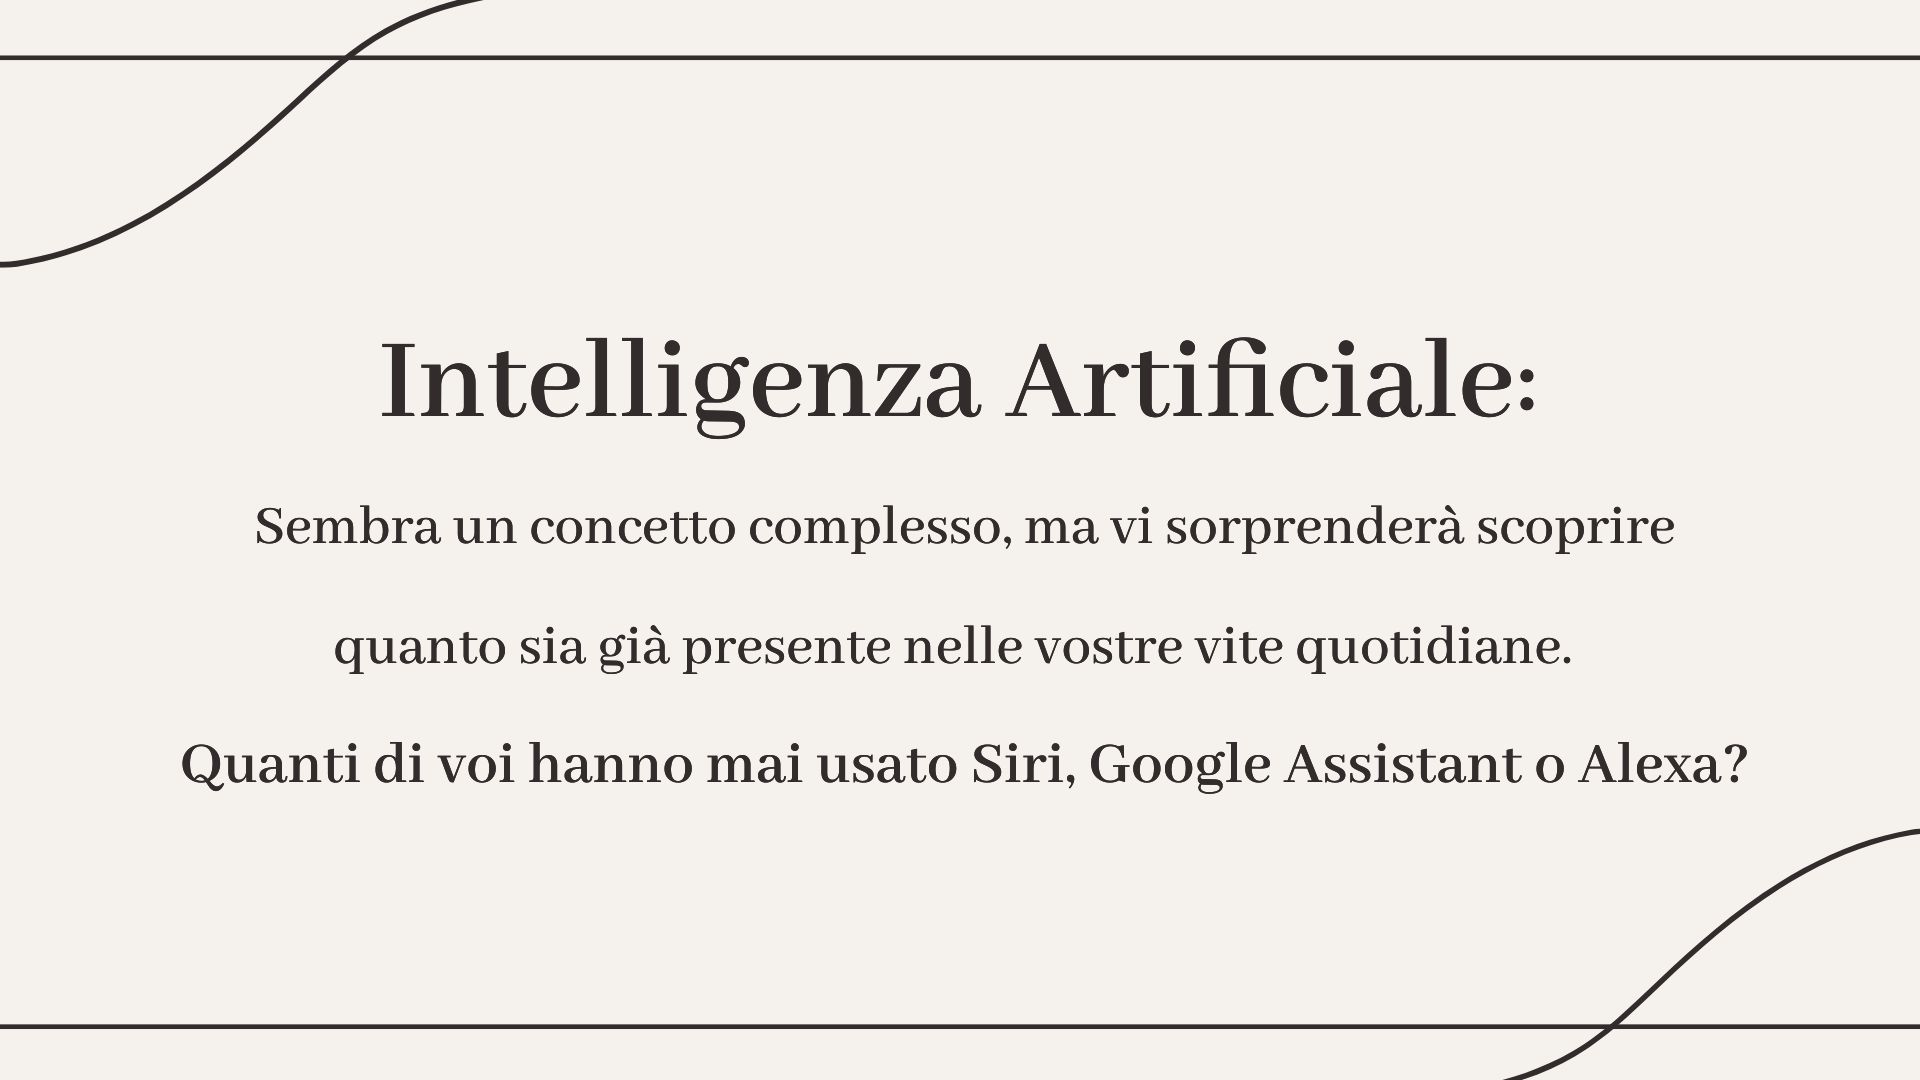 Intelligenza Artificiale:
Sembra un concetto complesso, ma vi sorprenderà scoprire
quanto sia già presente nelle vostre vite quotidiane.
Quanti di voi hanno mai usato Siri, Google Assistant o Alexa?